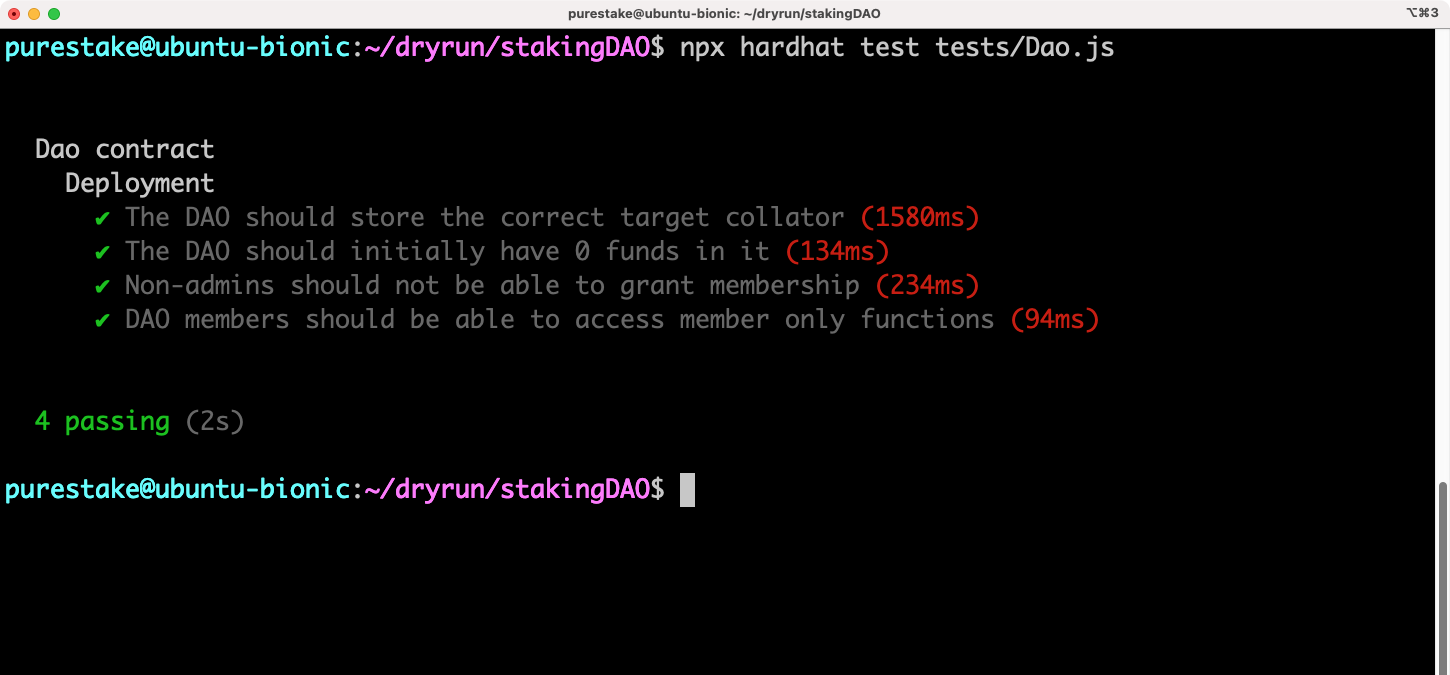 purestake@ubuntu-bionic: ~/dryrun/stakingDAO
⌥⌘3
purestake@ubuntu-bionic:~/dryrun/stakingDAO$ npx hardhat test tests/Dao.js
Dao contract
Deployment
✔ The DAO should store the correct target collator (1580ms)
✔ The DAO should initially have 0 funds in it (134ms)
✔ Non-admins should not be able to grant membership (234ms)
✔ DAO members should be able to access member only functions (94ms)
4 passing (2s)
purestake@ubuntu-bionic:~/dryrun/stakingDAO$